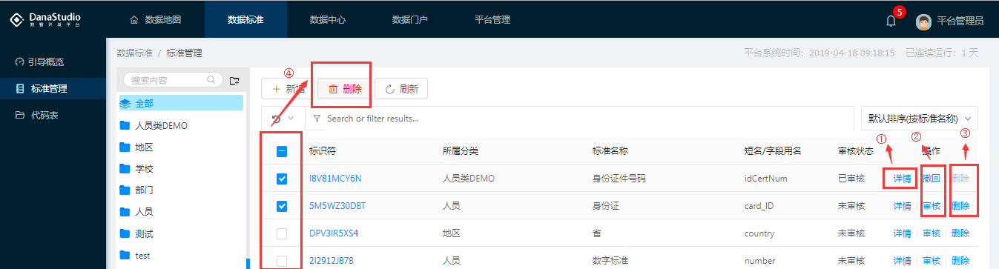 DanaStudio
数智开发平台
数据地图
数据标准
数据中心
数据门户
平台管理
5
平台管理员
引导概览
标准管理
代码表
数据标准 / 标准管理
平台系统时间：2019-04-18 09:18:15 已连续运行：1 天
搜索内容
全部
人员类DEMO
地区
学校
部门
人员
测试
test
④
新增
删除
刷新
Search or filter results...
默认排序(按标准名称)
① ② ③
标识符 所属分类 标准名称 短名/字段用名 审核状态 操作
I8V81MCY6N 人员类DEMO 身份证件号码 idCertNum 已审核 详情 撤回 删除
5M5WZ30DBT 人员 身份证 card_ID 未审核 详情 审核 删除
DPV3IR5XS4 地区 省 country 未审核 详情 审核 删除
2I2912J87B 人员 数字标准 number 未审核 详情 审核 删除